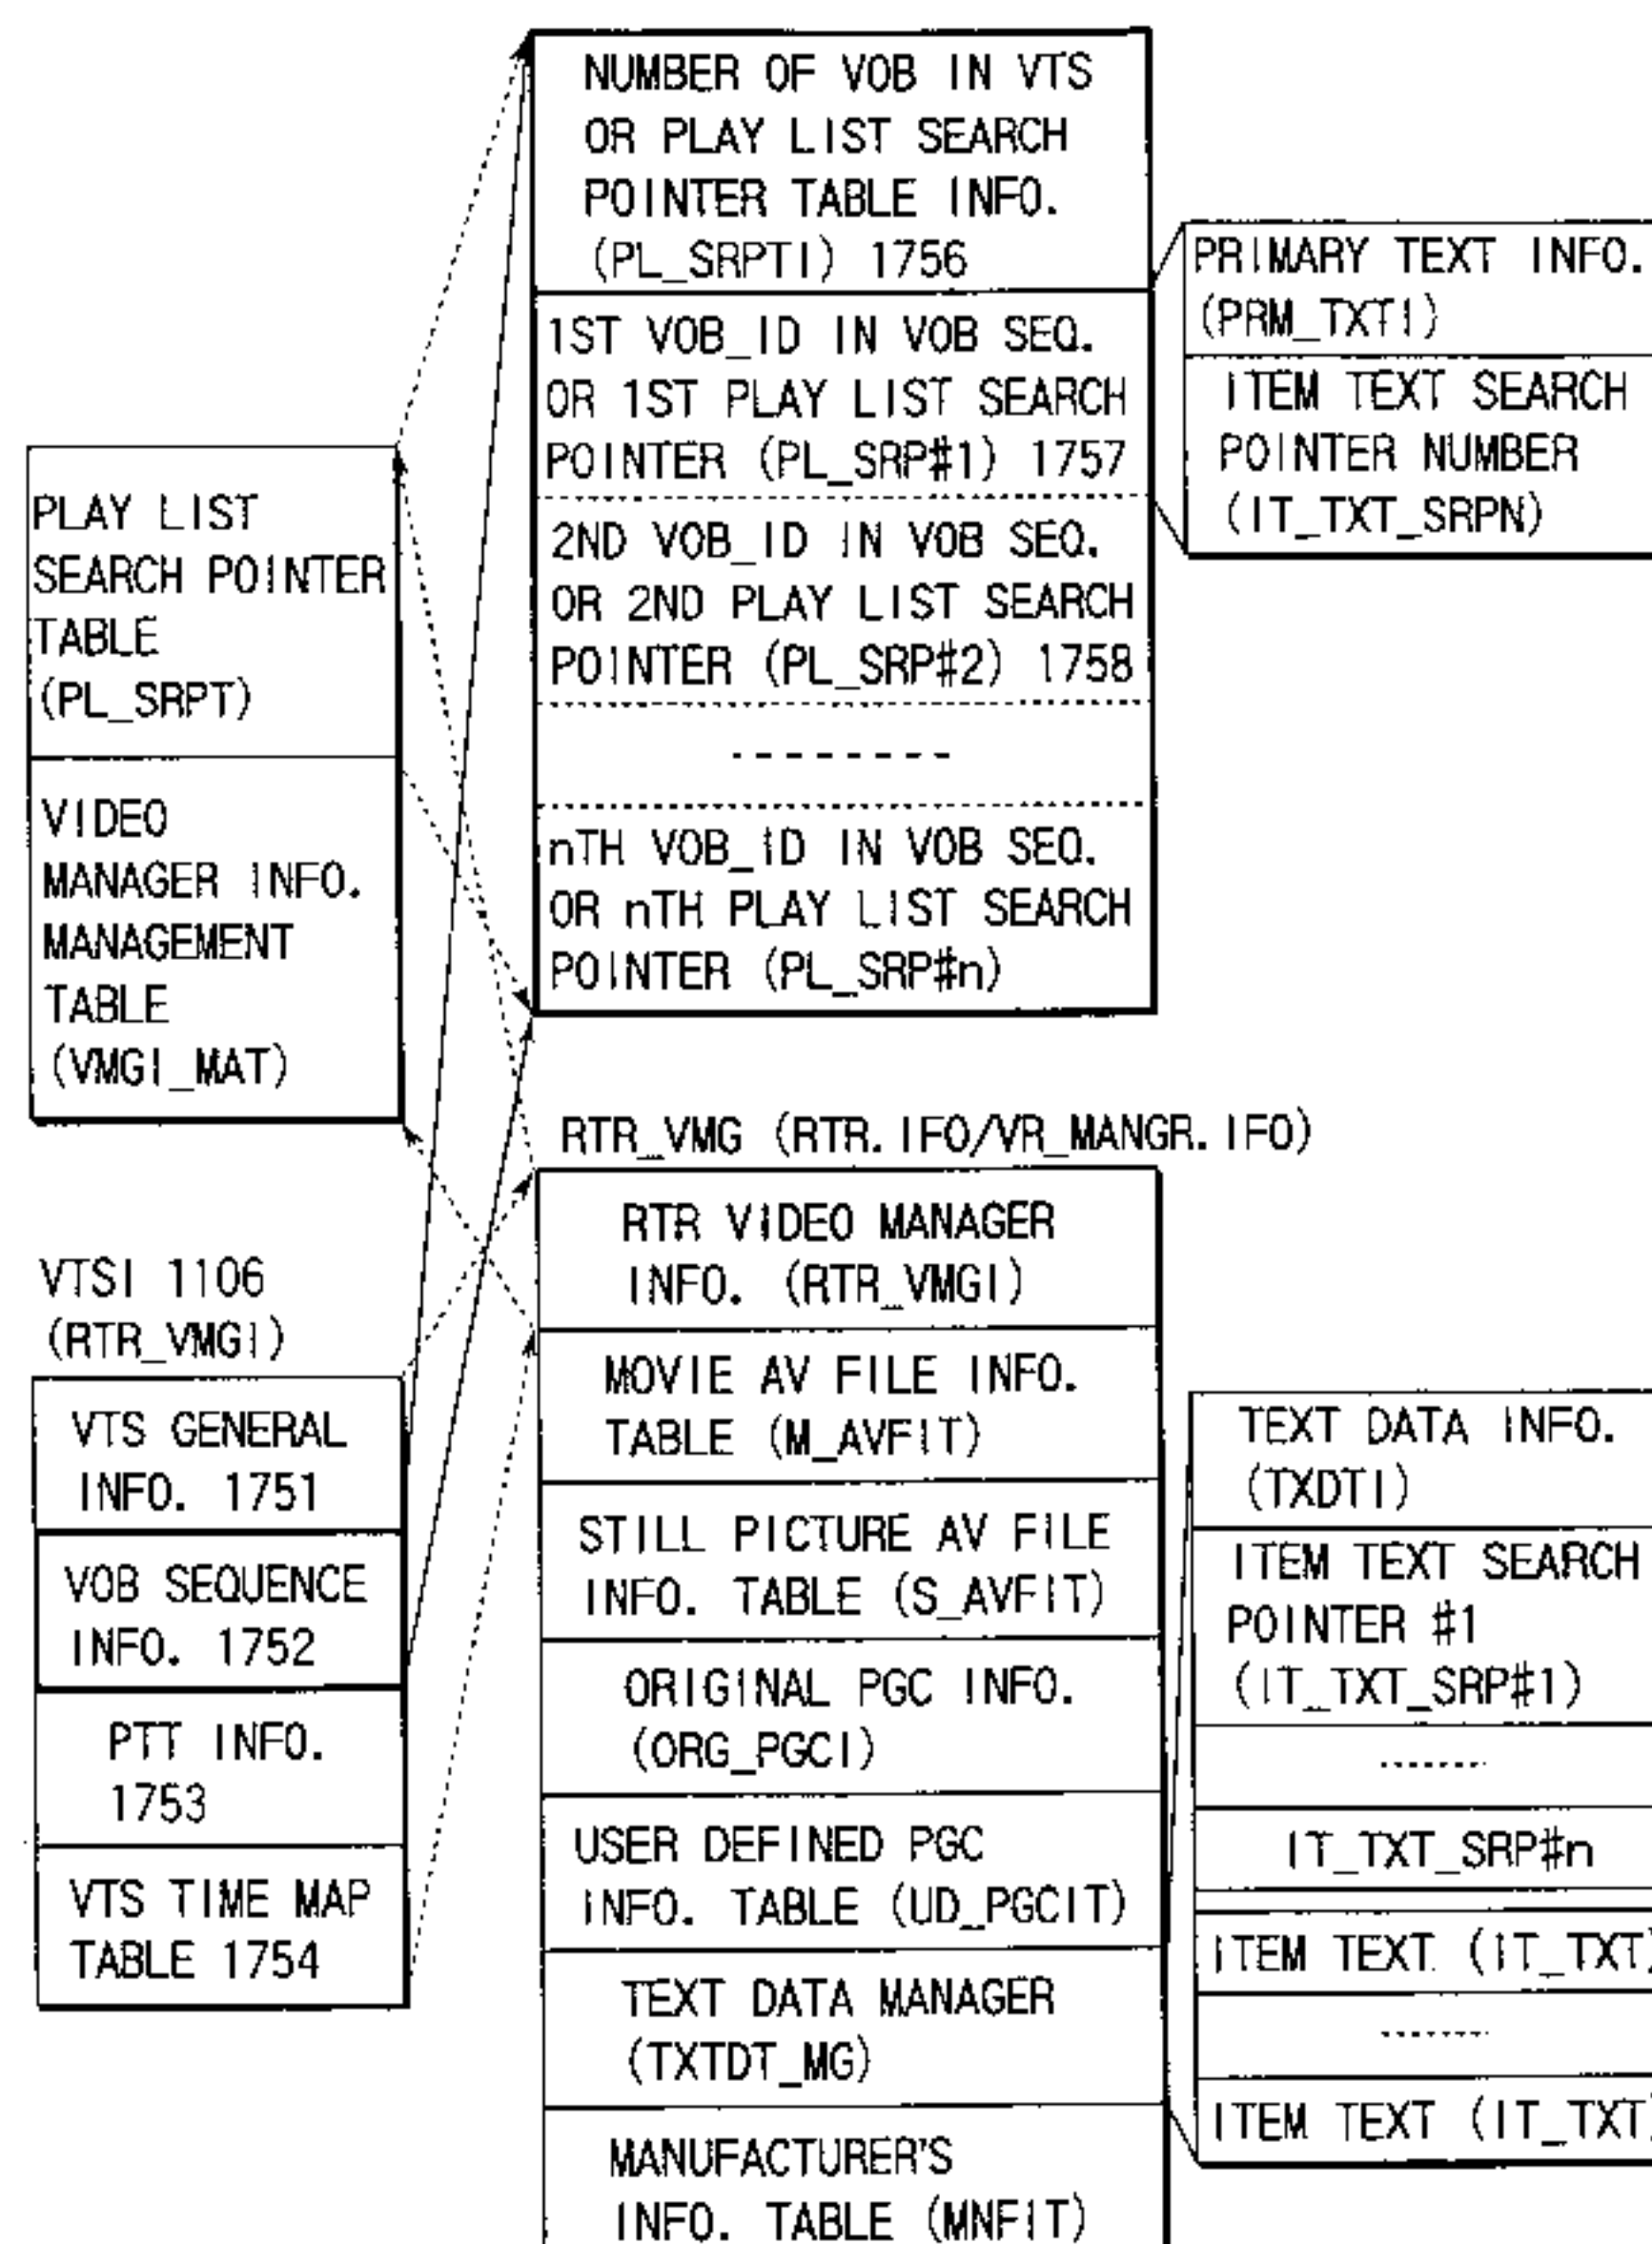 NUMBER OF VOB IN VTS
OR PLAY LIST SEARCH
POINTER TABLE INFO.
(PL_SRPTI) 1756
1ST VOB_ID IN VOB SEQ.
OR 1ST PLAY LIST SEARCH
POINTER (PL_SRP#1) 1757
2ND VOB_ID IN VOB SEQ.
OR 2ND PLAY LIST SEARCH
POINTER (PL_SRP#2) 1758
nTH VOB_ID IN VOB SEQ.
OR nTH PLAY LIST SEARCH
POINTER (PL_SRP#n)
PRIMARY TEXT INFO.
(PRM_TXTI)
ITEM TEXT SEARCH
POINTER NUMBER
(IT_TXT_SRPN)
PLAY LIST
SEARCH POINTER
TABLE
(PL_SRPT)
VIDEO
MANAGER INFO.
MANAGEMENT
TABLE
(VMGI_MAT)
VTSI 1106
(RTR_VMGI)
VTS GENERAL
INFO. 1751
VOB SEQUENCE
INFO. 1752
PTT INFO.
1753
VTS TIME MAP
TABLE 1754
RTR_VMG (RTR.IFO/VR_MANGR.IFO)
RTR VIDEO MANAGER
INFO. (RTR_VMGI)
MOVIE AV FILE INFO.
TABLE (M_AVFIT)
STILL PICTURE AV FILE
INFO. TABLE (S_AVFIT)
ORIGINAL PGC INFO.
(ORG_PGCI)
USER DEFINED PGC
INFO. TABLE (UD_PGCIT)
TEXT DATA MANAGER
(TXTDT_MG)
MANUFACTURER'S
INFO. TABLE (MNFIT)
TEXT DATA INFO.
(TXDTI)
ITEM TEXT SEARCH
POINTER #1
(IT_TXT_SRP#1)
IT_TXT_SRP#n
ITEM TEXT (IT_TXT)
ITEM TEXT (IT_TXT)